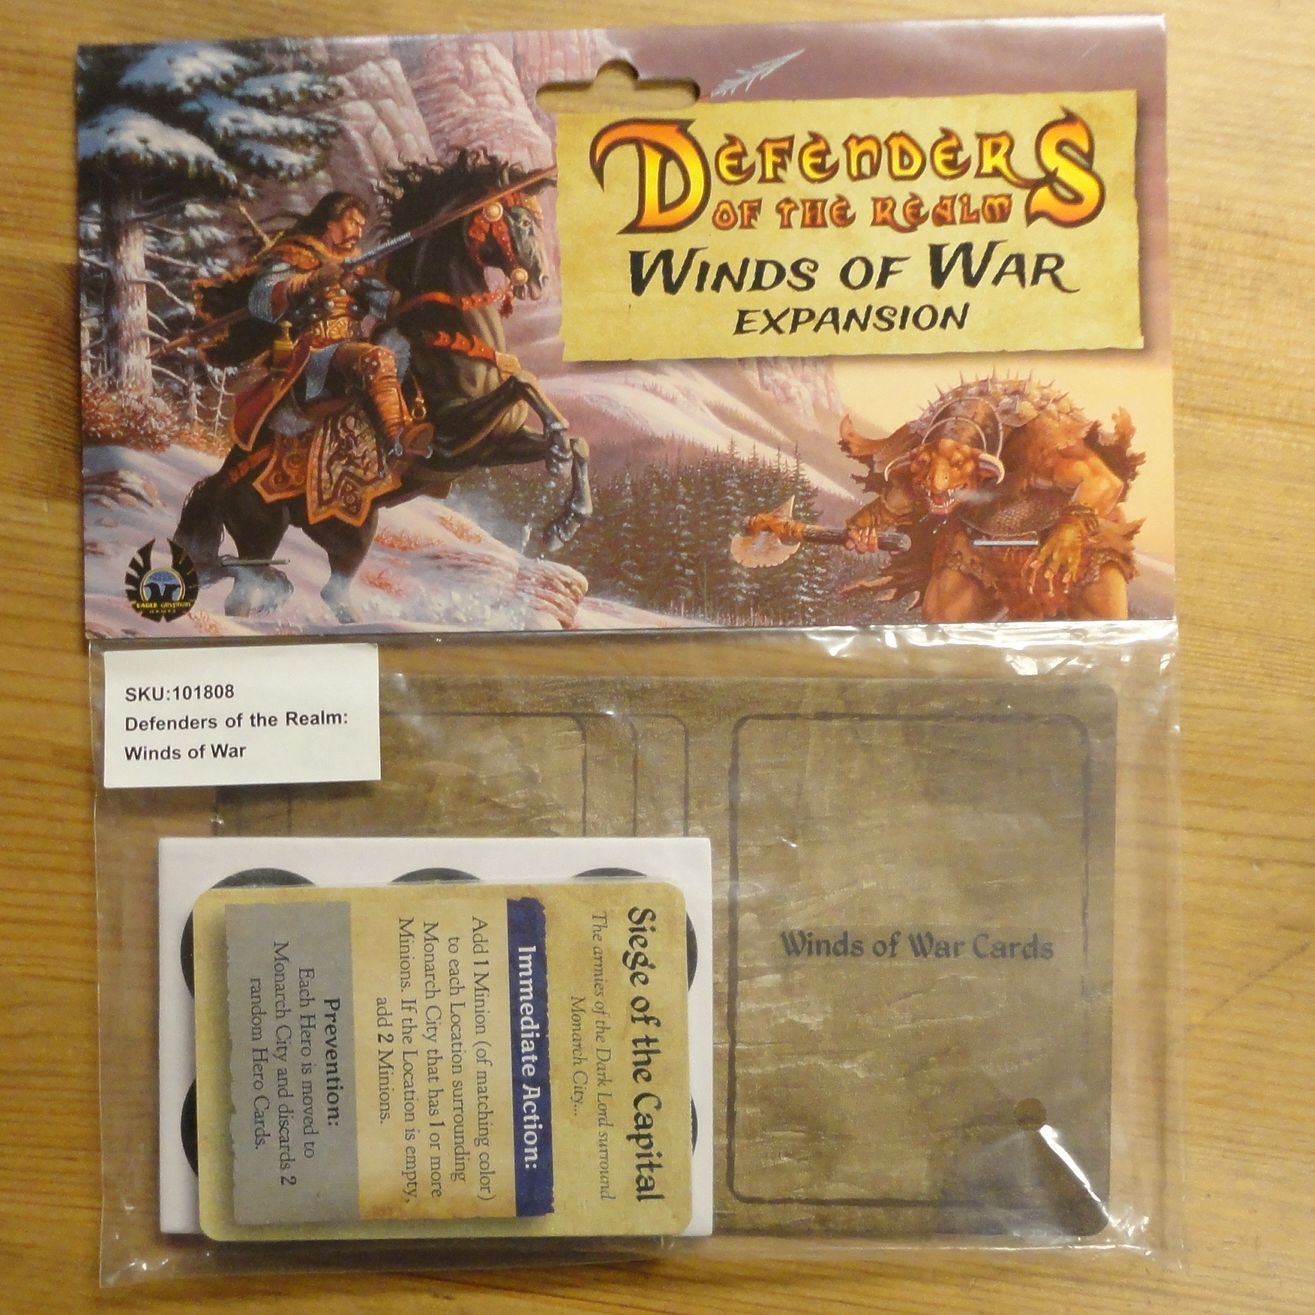 DEFENDERS
OF THE REALM
WINDS OF WAR
EXPANSION
EAGLE gryphon
GAMES
SKU:101808
Defenders of the Realm:
Winds of War
Winds of War Cards
Siege of the Capital
The armies of the Dark Lord surround
Monarch City...
Immediate Action:
Add 1 Minion (of matching color)
to each Location surrounding
Monarch City that has 1 or more
Minions. If the Location is empty,
add 2 Minions.
Prevention:
Each Hero is moved to
Monarch City and discards 2
random Hero Cards.